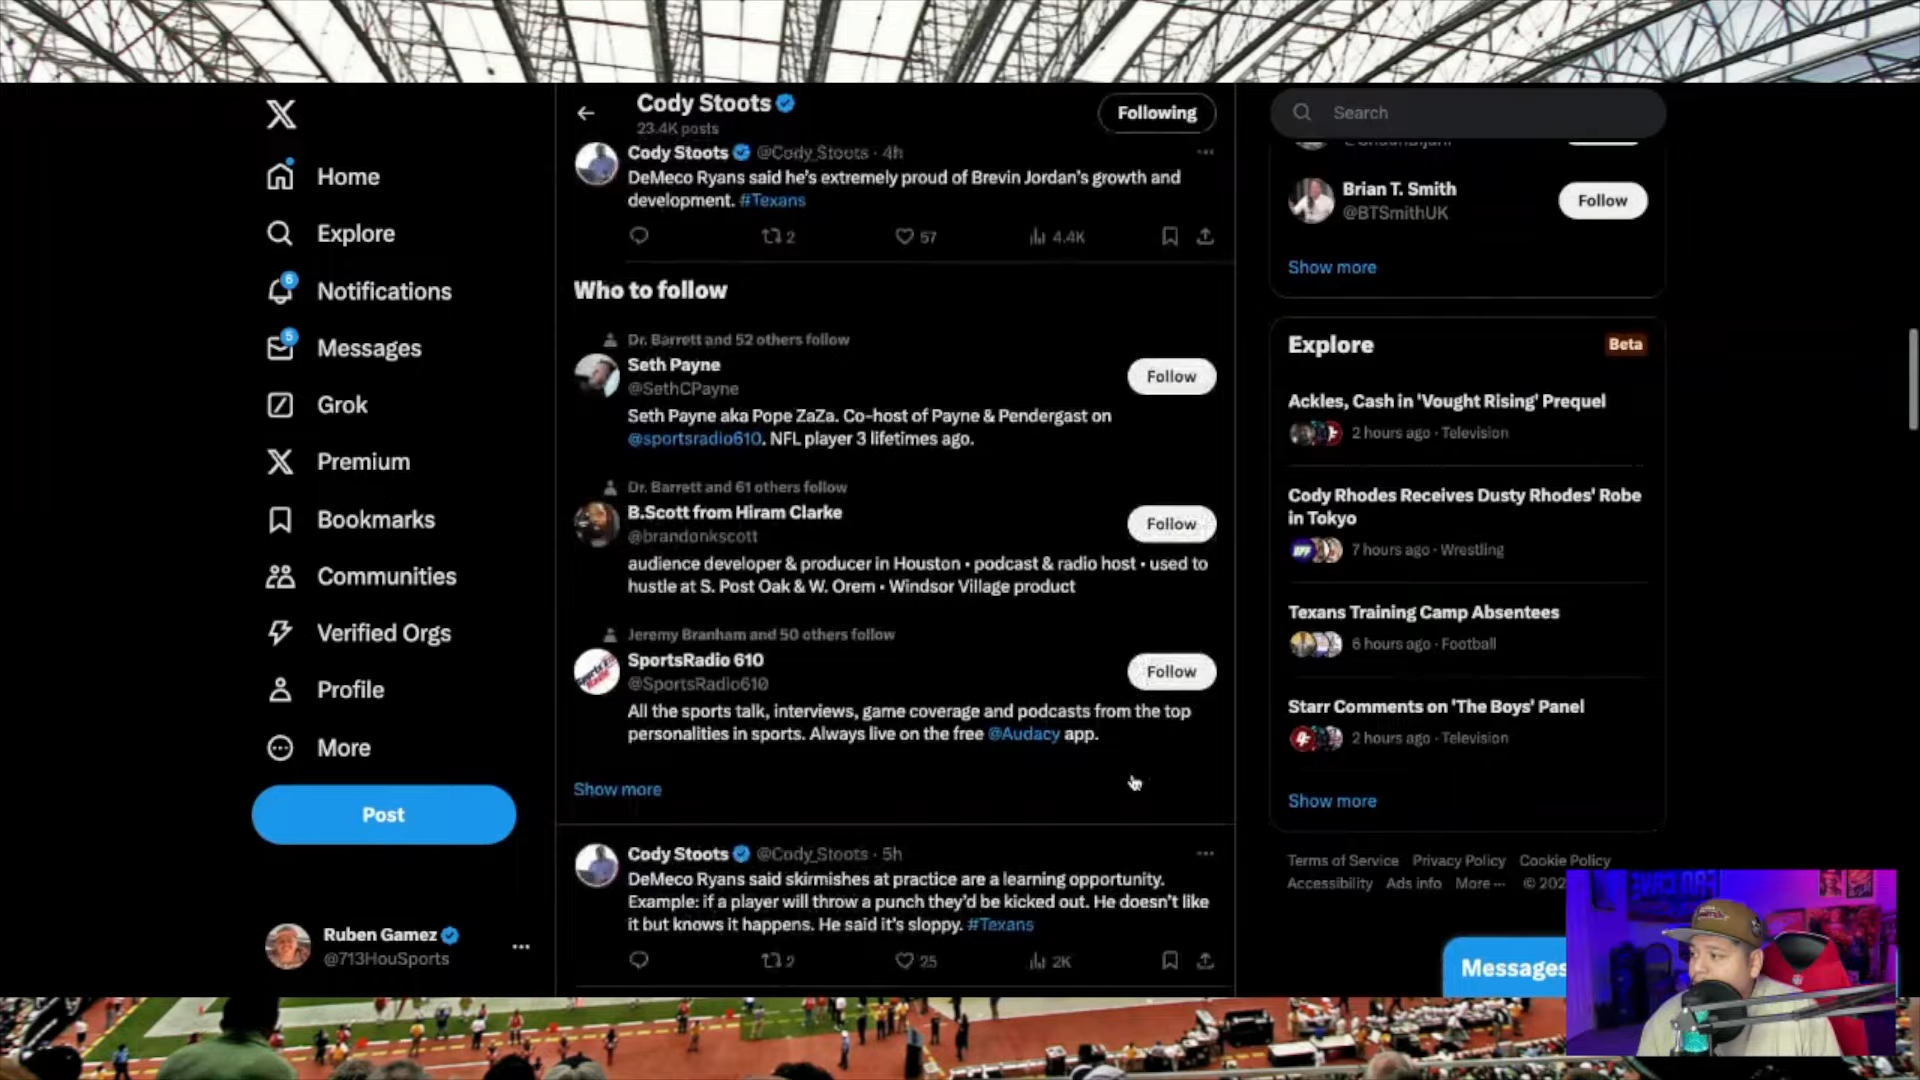 Home
Explore
6
Notifications
5
Messages
Grok
Premium
Bookmarks
Communities
Verified Orgs
Profile
More
Post
Ruben Gamez
@713HouSports
Cody Stoots
23.4K posts
Following
Cody Stoots @Cody_Stoots · 4h
DeMeco Ryans said he's extremely proud of Brevin Jordan's growth and
development. #Texans
2
57
4.4K
Who to follow
Dr. Barrett and 52 others follow
Seth Payne
@SethCPayne
Follow
Seth Payne aka Pope ZaZa. Co-host of Payne & Pendergast on
@sportsradio610. NFL player 3 lifetimes ago.
Dr. Barrett and 61 others follow
B.Scott from Hiram Clarke
@brandonkscott
Follow
audience developer & producer in Houston • podcast & radio host • used to
hustle at S. Post Oak & W. Orem • Windsor Village product
Jeremy Branham and 50 others follow
SportsRadio 610
@SportsRadio610
Follow
All the sports talk, interviews, game coverage and podcasts from the top
personalities in sports. Always live on the free @Audacy app.
Show more
Cody Stoots @Cody_Stoots · 5h
DeMeco Ryans said skirmishes at practice are a learning opportunity.
Example: if a player will throw a punch they'd be kicked out. He doesn't like
it but knows it happens. He said it's sloppy. #Texans
2
25
2K
Search
Brian T. Smith
@BTSmithUK
Follow
Show more
Explore
Beta
Ackles, Cash in 'Vought Rising' Prequel
2 hours ago · Television
Cody Rhodes Receives Dusty Rhodes' Robe
in Tokyo
7 hours ago · Wrestling
Texans Training Camp Absentees
6 hours ago · Football
Starr Comments on 'The Boys' Panel
2 hours ago · Television
Show more
Terms of Service Privacy Policy Cookie Policy
Accessibility Ads info More ··· © 202
Messages